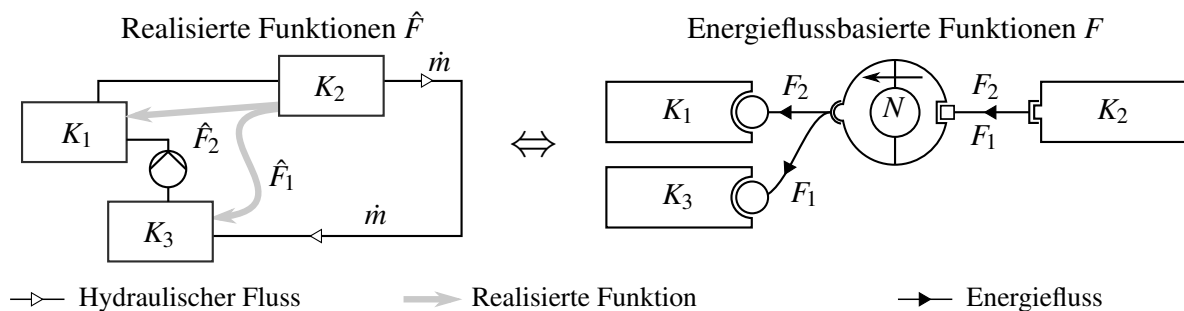 Realisierte Funktionen F̂
Energieflussbasierte Funktionen F
K₂
ṁ
K₁
F̂₂
F̂₁
K₃
ṁ
⇔
K₁
F₂
N
F₂
F₁
K₂
K₃
F₁
Hydraulischer Fluss
Realisierte Funktion
Energiefluss